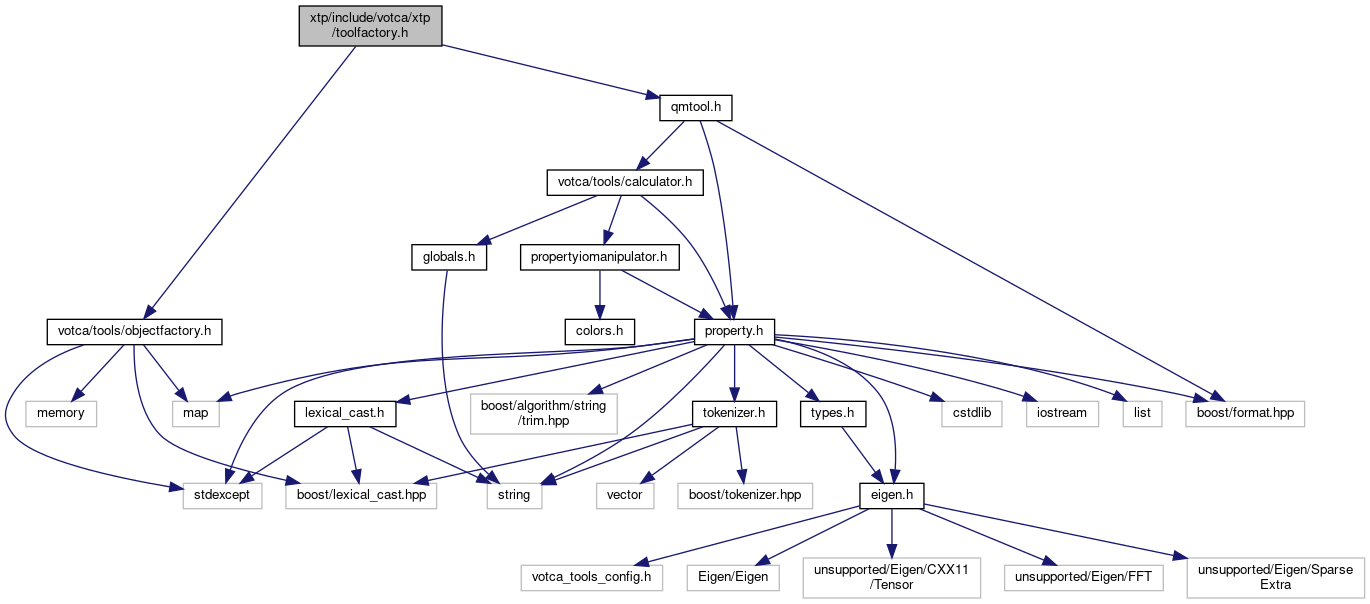 xtp/include/votca/xtp
/toolfactory.h
qmtool.h
votca/tools/calculator.h
globals.h
propertyiomanipulator.h
votca/tools/objectfactory.h
colors.h
property.h
memory
map
lexical_cast.h
boost/algorithm/string
/trim.hpp
tokenizer.h
types.h
cstdlib
iostream
list
boost/format.hpp
stdexcept
boost/lexical_cast.hpp
string
vector
boost/tokenizer.hpp
eigen.h
votca_tools_config.h
Eigen/Eigen
unsupported/Eigen/CXX11
/Tensor
unsupported/Eigen/FFT
unsupported/Eigen/Sparse
Extra